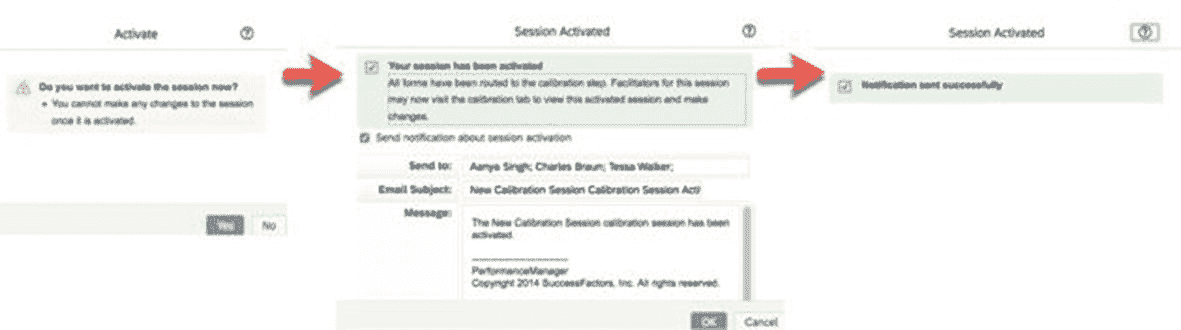 Activate
Do you want to activate the session now?
• You cannot make any changes to the session
once it is activated.
Yes
No
Session Activated
Your session has been activated
All forms have been routed to the calibration step. Facilitators for this session
may now visit the calibration tab to view this activated session and make
changes.
Send notification about session activation
Send to: Aanya Singh; Charles Braun; Tessa Walker;
Email Subject: New Calibration Session Calibration Session Acti
Message:
The New Calibration Session calibration session has been
activated.
PerformanceManager
Copyright 2014 SuccessFactors, Inc. All rights reserved.
OK
Cancel
Session Activated
Notification sent successfully